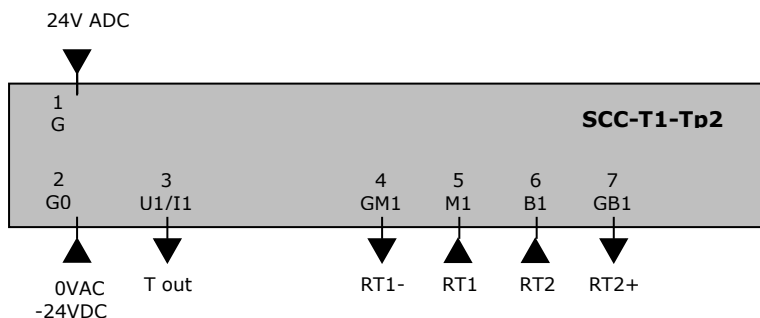 24V ADC
1
G
SCC-T1-Tp2
2 3 4 5 6 7
G0 U1/I1 GM1 M1 B1 GB1
0VAC T out RT1- RT1 RT2 RT2+
-24VDC